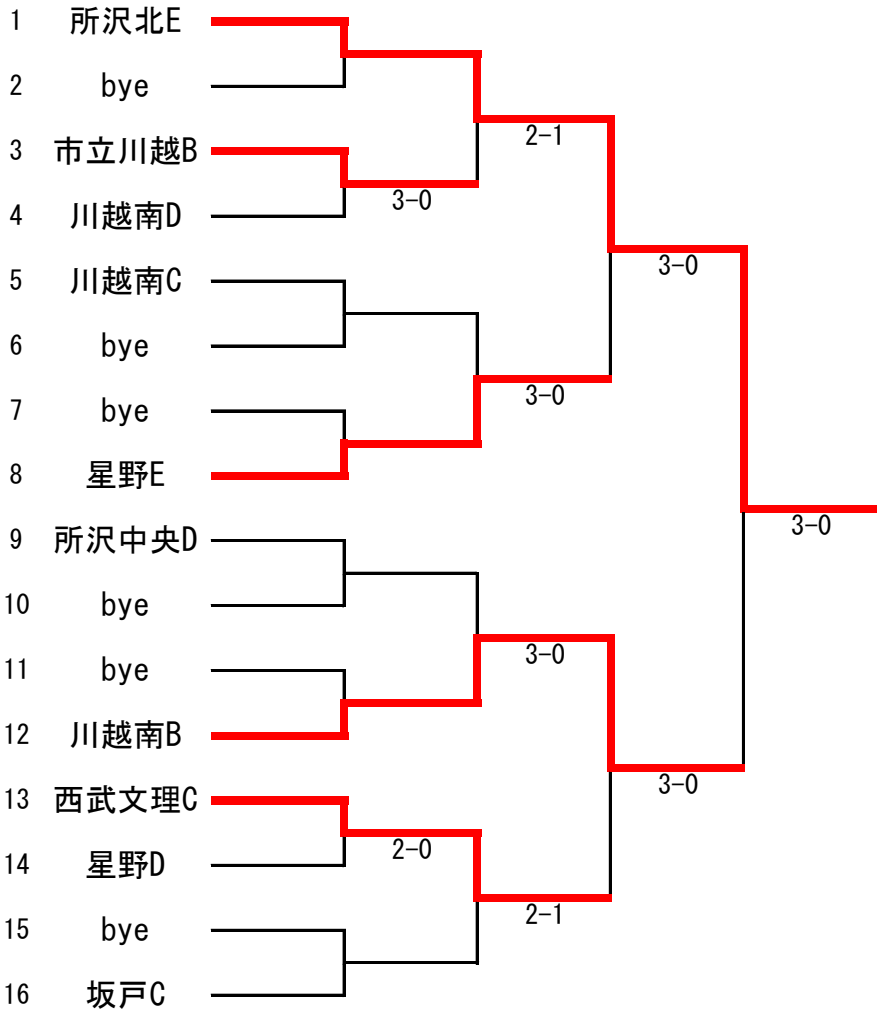 1 所沢北E
2 bye
2-1
3 市立川越B
4 川越南D
3-0
5 川越南C
3-0
6 bye
7 bye
3-0
8 星野E
9 所沢中央D
3-0
10 bye
11 bye
3-0
12 川越南B
13 西武文理C
3-0
14 星野D
2-0
15 bye
2-1
16 坂戸C